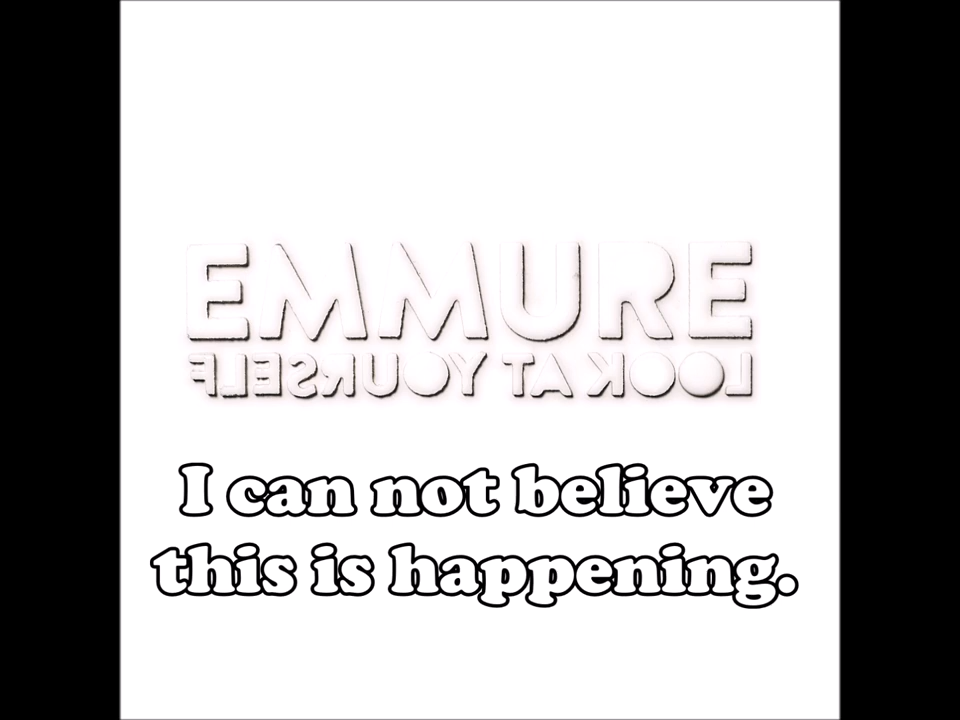 EMMURE
LOOK AT YOURSELF
I can not believe
this is happening.